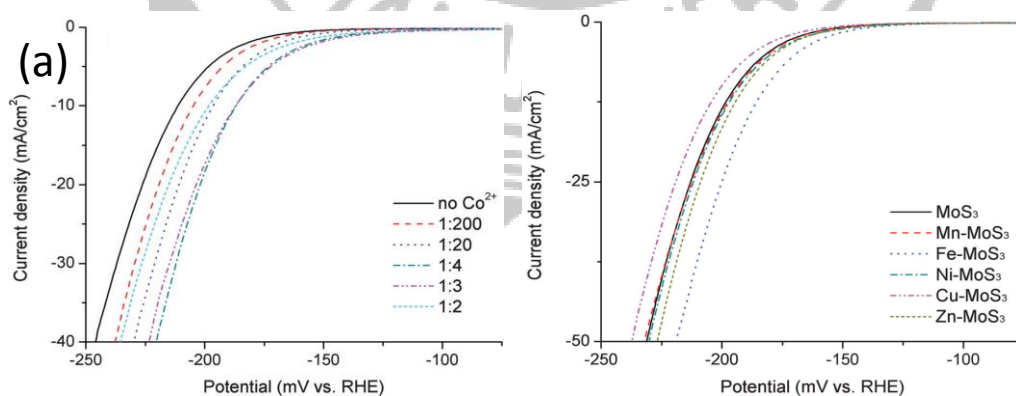 (a)
0
-10
-20
-30
-40
Current density (mA/cm²)
no Co²⁺
1:200
1:20
1:4
1:3
1:2
-250
-200
-150
-100
Potential (mV vs. RHE)
0
-25
-50
Current density (mA/cm²)
MoS₃
Mn-MoS₃
Fe-MoS₃
Ni-MoS₃
Cu-MoS₃
Zn-MoS₃
-250
-200
-150
-100
Potential (mV vs. RHE)